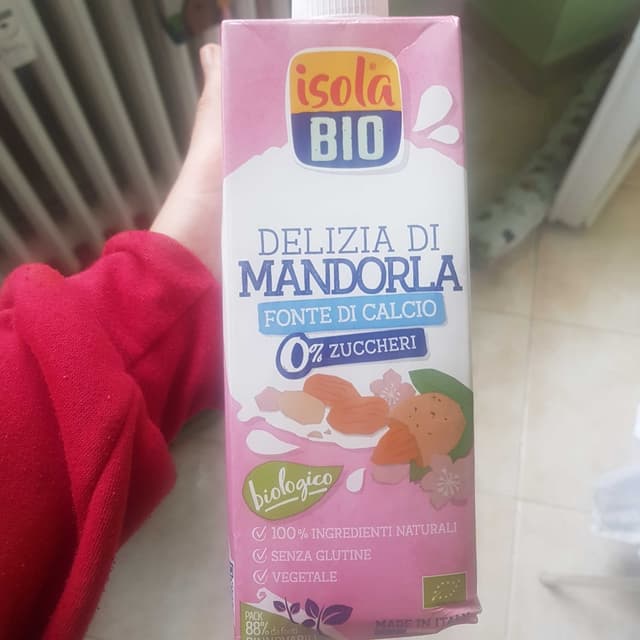 isola
BIO
DELIZIA DI
MANDORLA
FONTE DI CALCIO
0% ZUCCHERI
biologico
100% INGREDIENTI NATURALI
SENZA GLUTINE
VEGETALE
PACK
88%
MADE IN ITALY